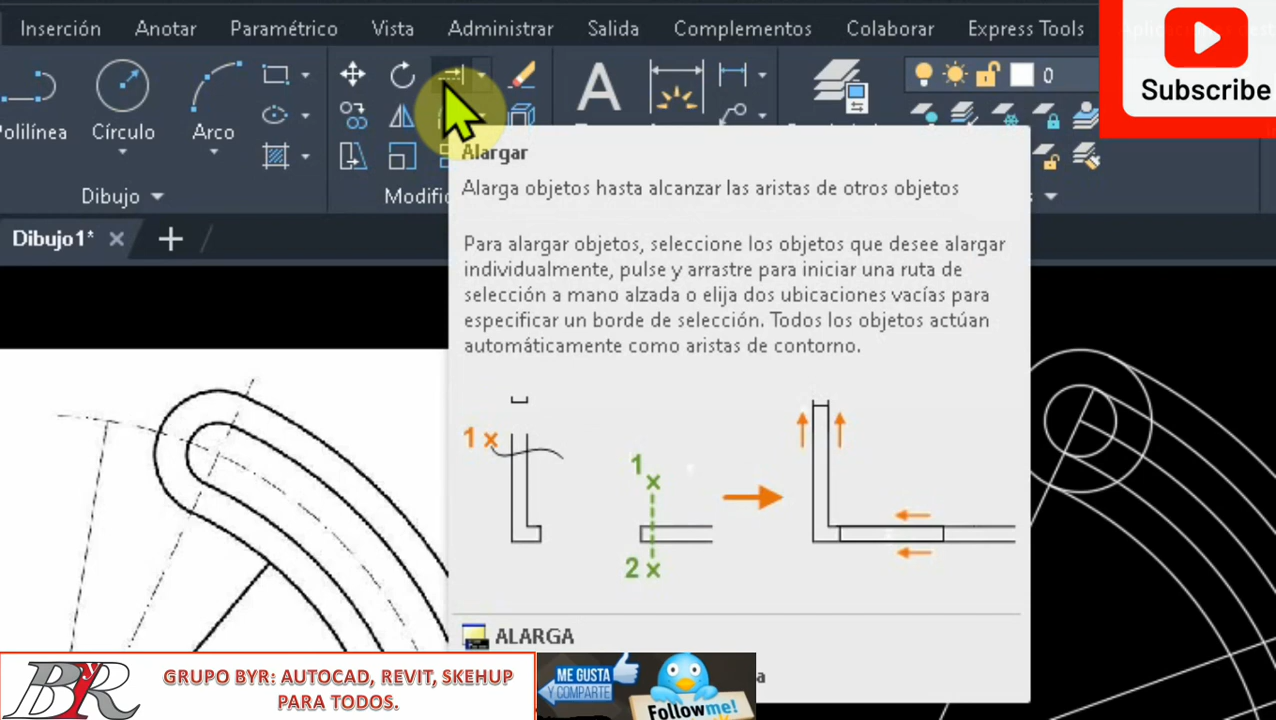 Inserción Anotar Paramétrico Vista Administrar Salida Complementos Colaborar Express Tools
Subscribe
0
Polilínea Círculo Arco
Dibujo
Dibujo1*
Alargar
Alarga objetos hasta alcanzar las aristas de otros objetos
Para alargar objetos, seleccione los objetos que desee alargar
individualmente, pulse y arrastre para iniciar una ruta de
selección a mano alzada o elija dos ubicaciones vacías para
especificar un borde de selección. Todos los objetos actúan
automáticamente como aristas de contorno.
1 x
1
x
2 x
ALARGA
GRUPO BYR: AUTOCAD, REVIT, SKEHUP
PARA TODOS.
ByR
ME GUSTA
Y COMPARTE
Followme!